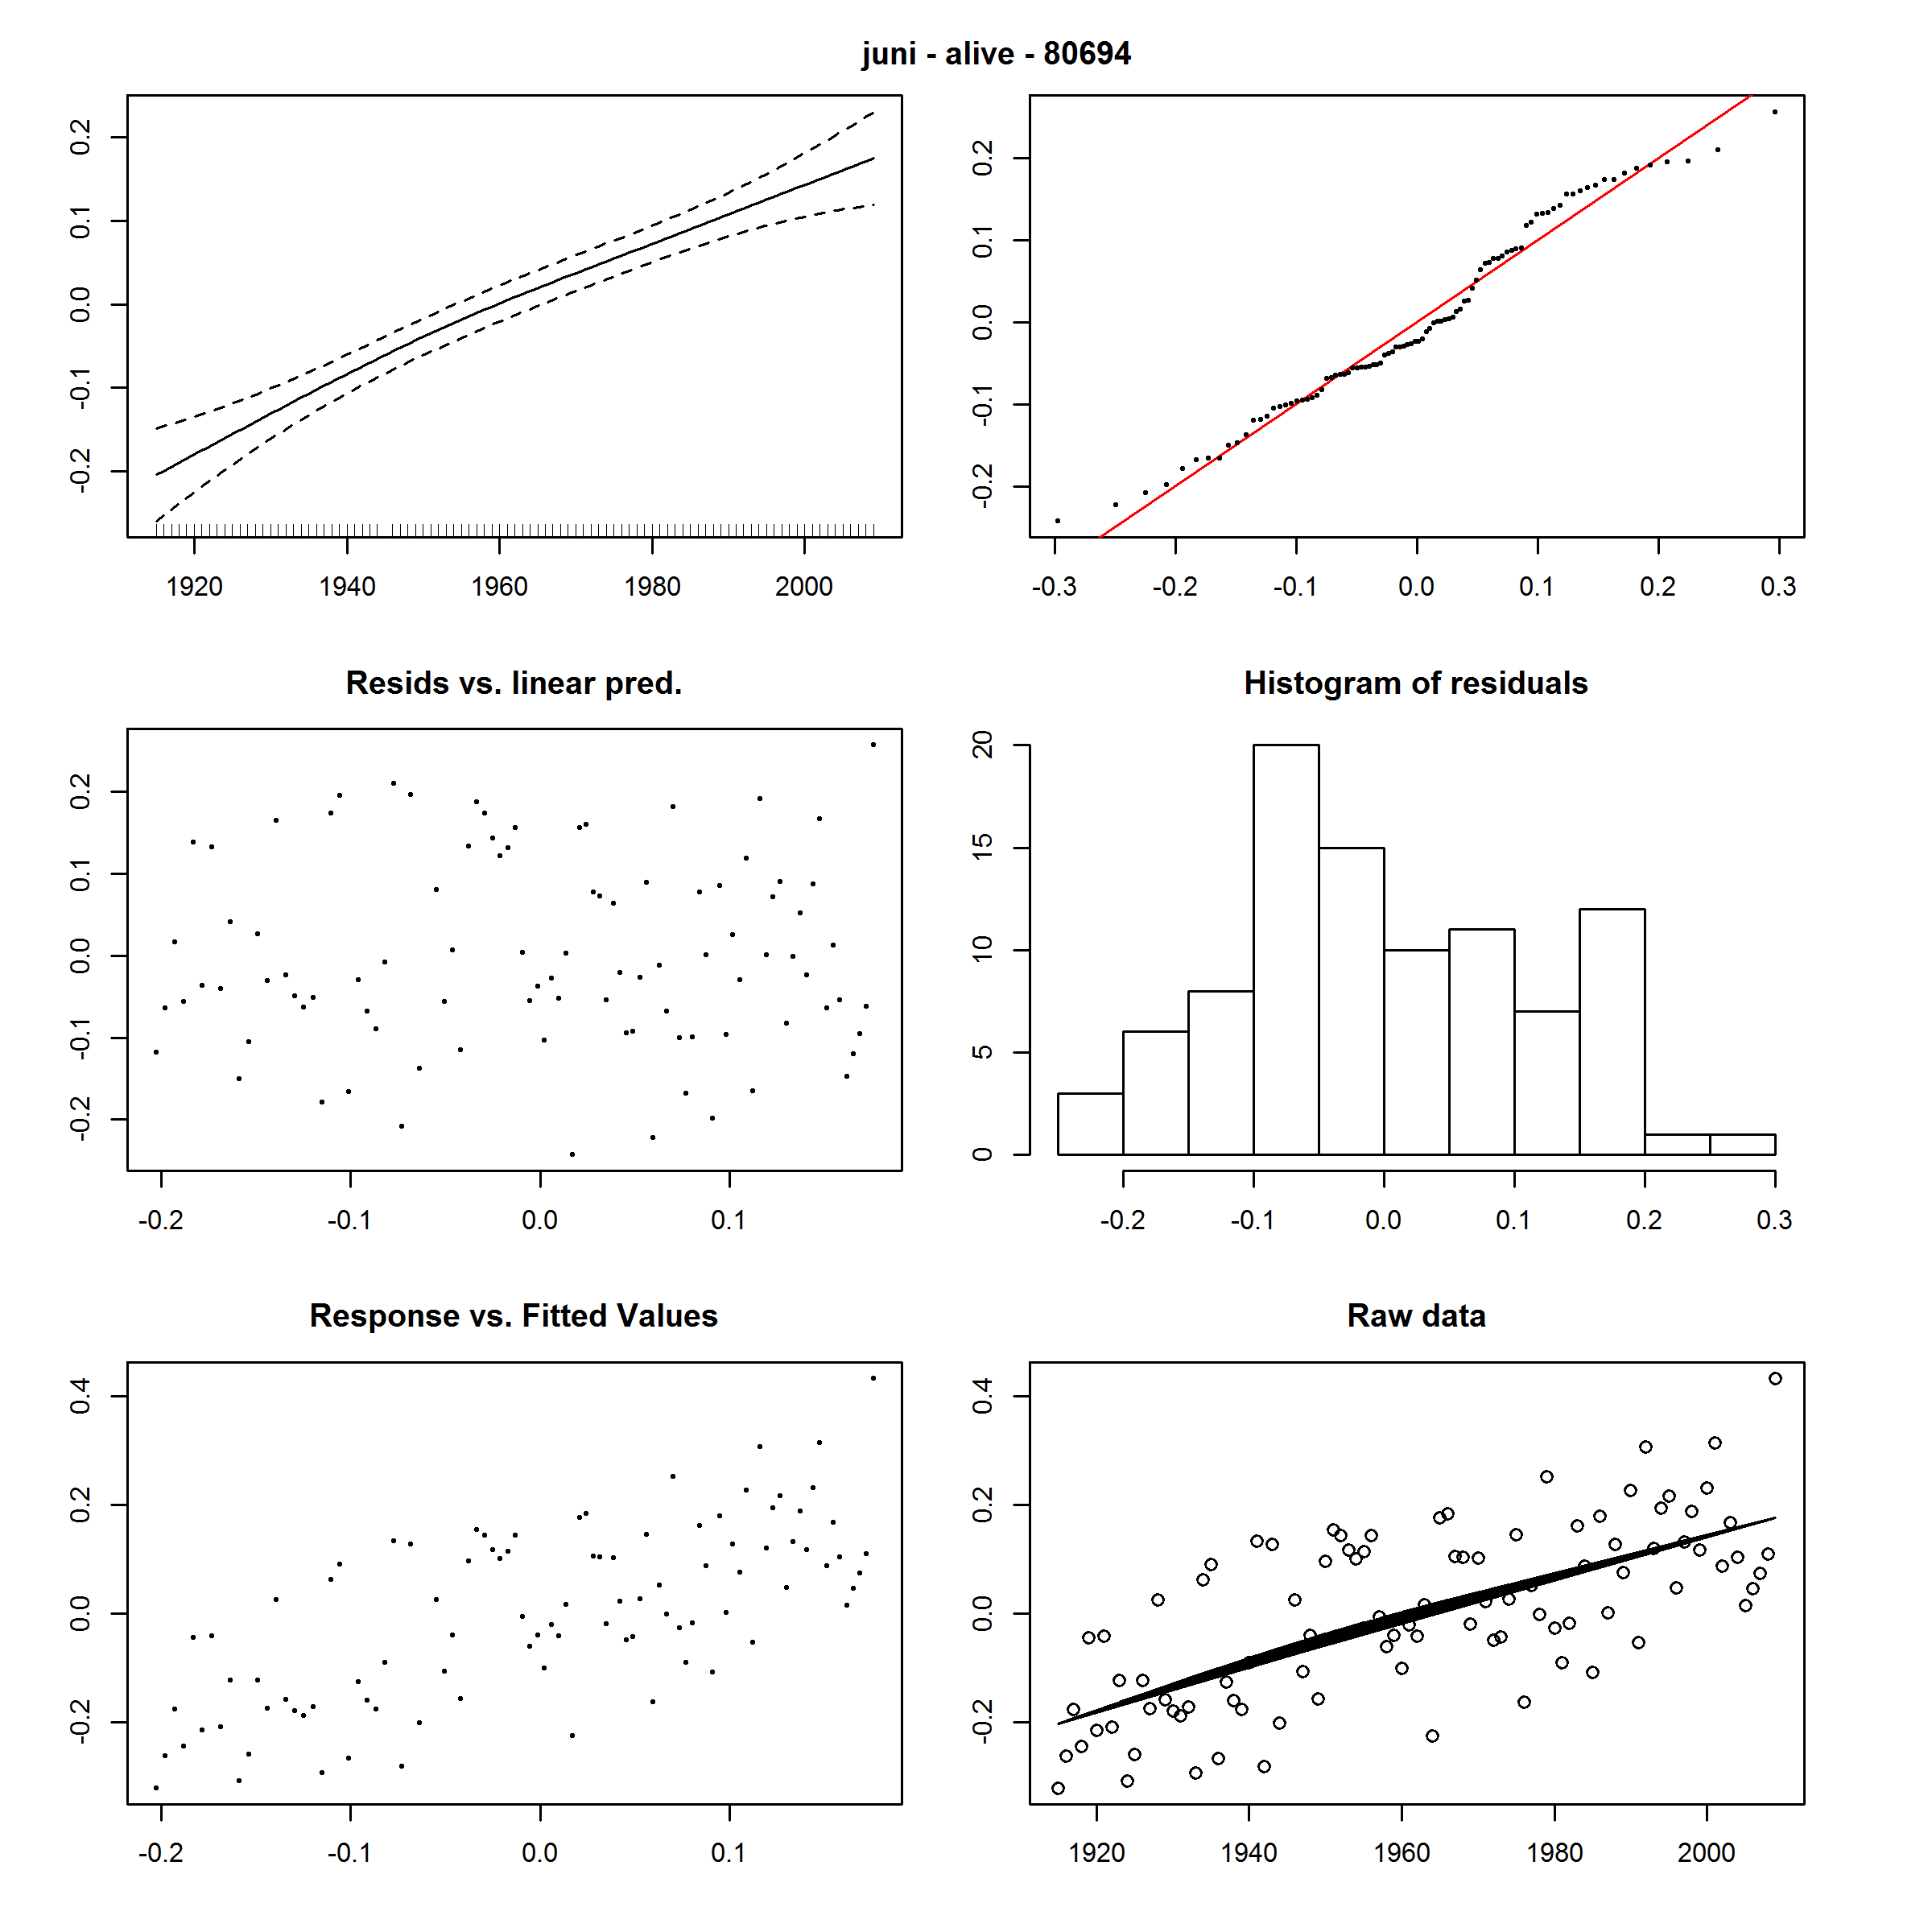 juni - alive - 80694
0.2
0.1
0.0
-0.1
-0.2
1920 1940 1960 1980 2000
0.2
0.1
0.0
-0.1
-0.2
-0.3 -0.2 -0.1 0.0 0.1 0.2 0.3
Resids vs. linear pred.
0.2
0.1
0.0
-0.1
-0.2
-0.2 -0.1 0.0 0.1
Histogram of residuals
20
15
10
5
0
-0.2 -0.1 0.0 0.1 0.2 0.3
Response vs. Fitted Values
0.4
0.2
0.0
-0.2
-0.2 -0.1 0.0 0.1
Raw data
0.4
0.2
0.0
-0.2
1920 1940 1960 1980 2000